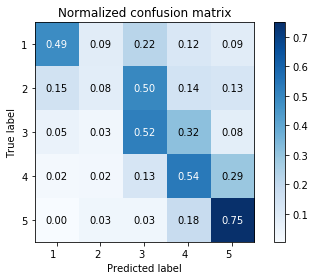 Normalized confusion matrix
1 0.49 0.09 0.22 0.12 0.09
2 0.15 0.08 0.50 0.14 0.13
3 0.05 0.03 0.52 0.32 0.08
4 0.02 0.02 0.13 0.54 0.29
5 0.00 0.03 0.03 0.18 0.75
1 2 3 4 5
True label
Predicted label
0.7
0.6
0.5
0.4
0.3
0.2
0.1